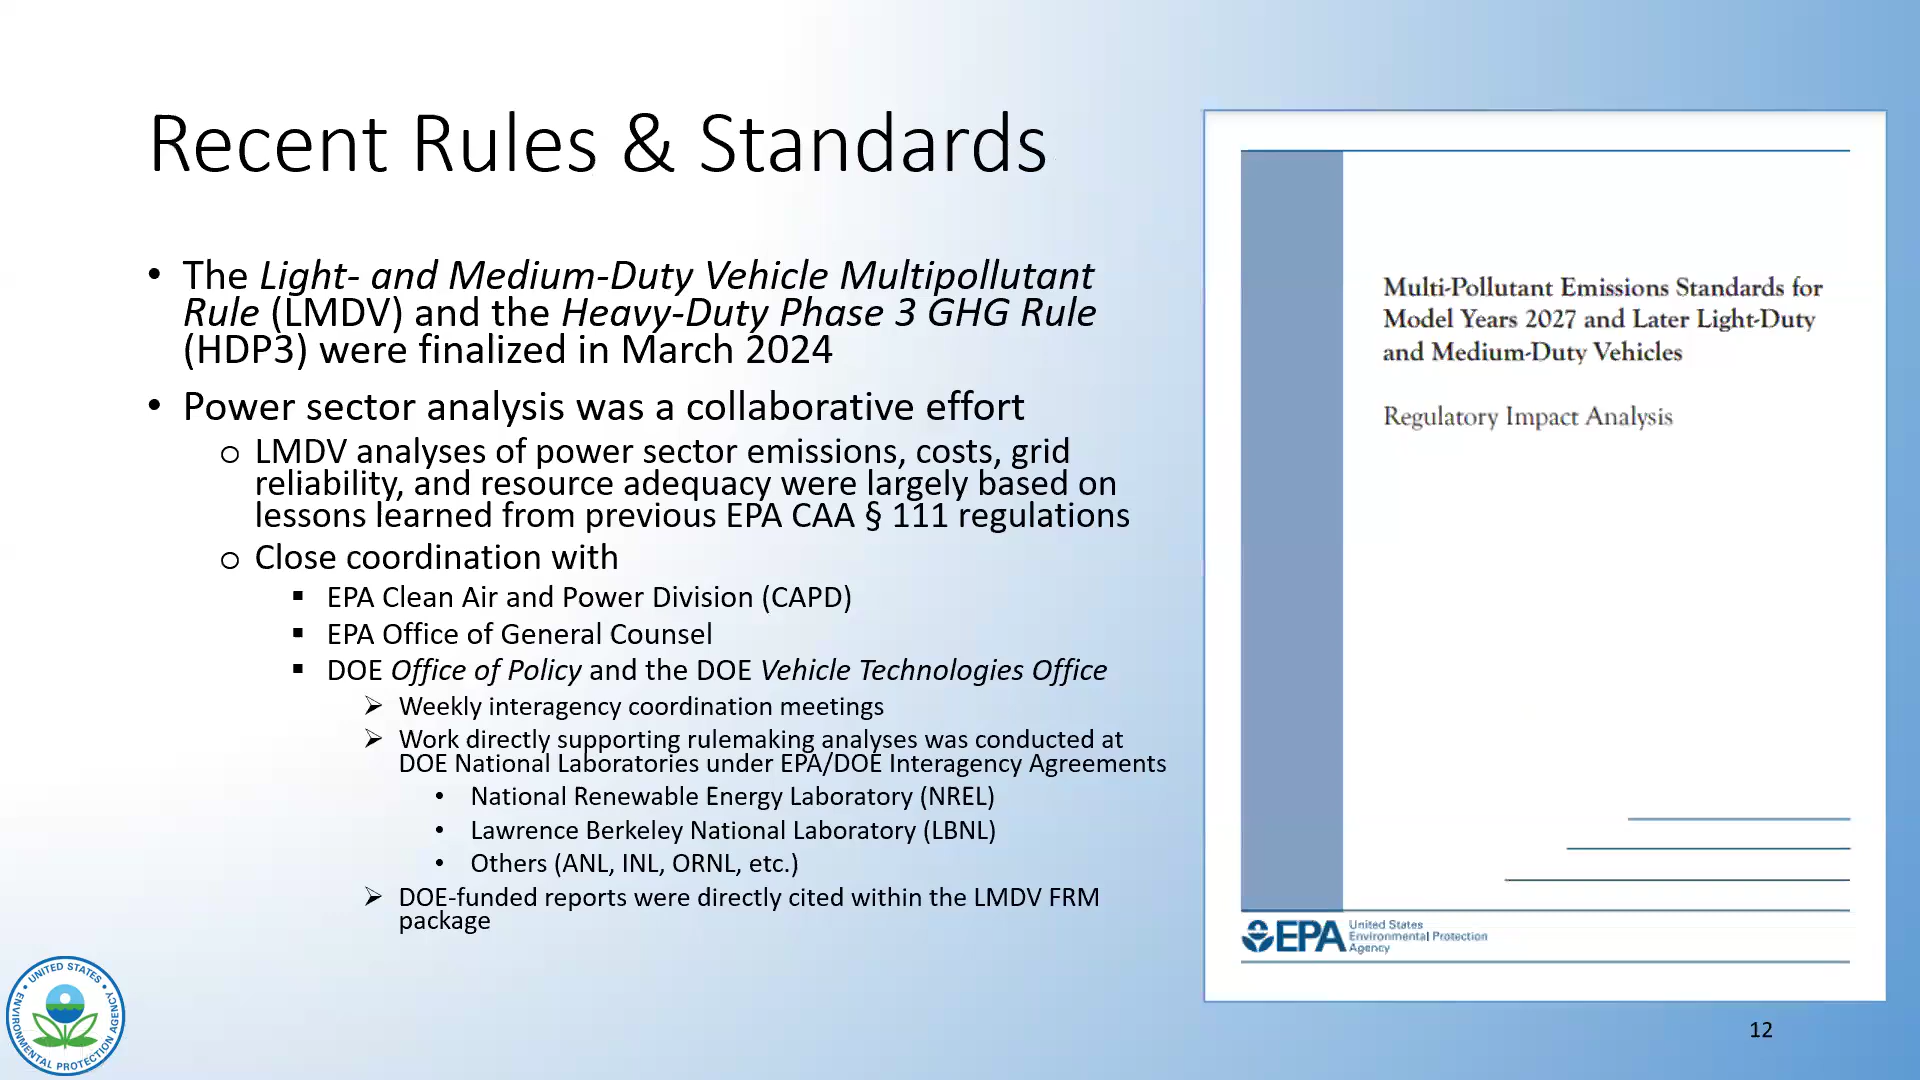 Recent Rules & Standards
• The Light- and Medium-Duty Vehicle Multipollutant
Rule (LMDV) and the Heavy-Duty Phase 3 GHG Rule
(HDP3) were finalized in March 2024
• Power sector analysis was a collaborative effort
o LMDV analyses of power sector emissions, costs, grid
reliability, and resource adequacy were largely based on
lessons learned from previous EPA CAA § 111 regulations
o Close coordination with
▪ EPA Clean Air and Power Division (CAPD)
▪ EPA Office of General Counsel
▪ DOE Office of Policy and the DOE Vehicle Technologies Office
➢ Weekly interagency coordination meetings
➢ Work directly supporting rulemaking analyses was conducted at
DOE National Laboratories under EPA/DOE Interagency Agreements
• National Renewable Energy Laboratory (NREL)
• Lawrence Berkeley National Laboratory (LBNL)
• Others (ANL, INL, ORNL, etc.)
➢ DOE-funded reports were directly cited within the LMDV FRM
package
Multi-Pollutant Emissions Standards for
Model Years 2027 and Later Light-Duty
and Medium-Duty Vehicles
Regulatory Impact Analysis
EPA
United States
Environmental Protection
Agency
UNITED STATES
ENVIRONMENTAL PROTECTION AGENCY
12